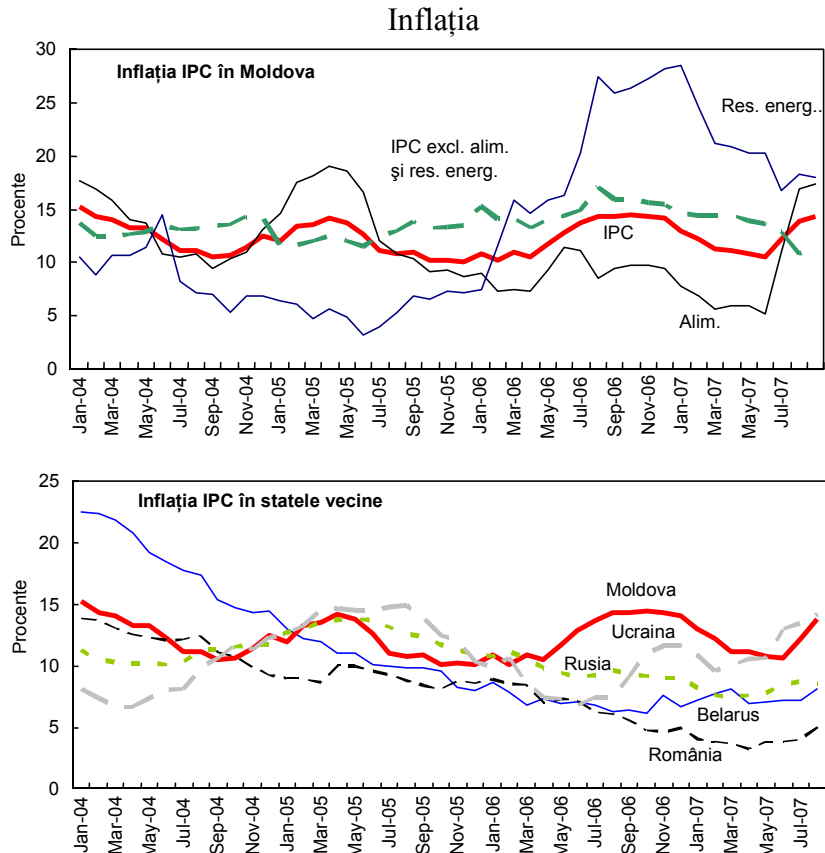 Inflația
Inflația IPC în Moldova
Procente
30
25
20
15
10
5
0
Res. energ..
IPC excl. alim.
şi res. energ.
IPC
Alim.
Jan-04
Mar-04
May-04
Jul-04
Sep-04
Nov-04
Jan-05
Mar-05
May-05
Jul-05
Sep-05
Nov-05
Jan-06
Mar-06
May-06
Jul-06
Sep-06
Nov-06
Jan-07
Mar-07
May-07
Jul-07
Inflația IPC în statele vecine
Procente
25
20
15
10
5
0
Moldova
Ucraina
Rusia
Belarus
România
Jan-04
Mar-04
May-04
Jul-04
Sep-04
Nov-04
Jan-05
Mar-05
May-05
Jul-05
Sep-05
Nov-05
Jan-06
Mar-06
May-06
Jul-06
Sep-06
Nov-06
Jan-07
Mar-07
May-07
Jul-07